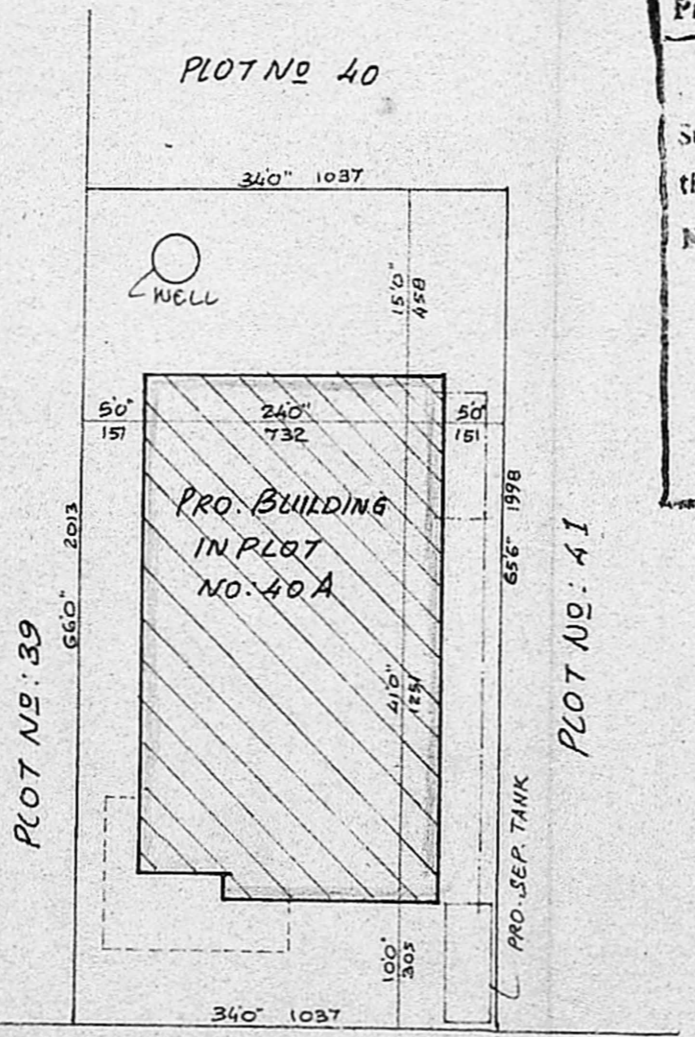 PLOT NO 40
34'0" 1037
WELL
15'0"
458
5'0"
151
24'0"
732
5'0"
151
PRO. BUILDING
IN PLOT
NO: 40 A
66'0" 2013
65'6" 1998
PLOT NO: 39
PLOT NO: 41
41'0"
1251
PRO. SEP. TANK
10'0"
305
34'0" 1037